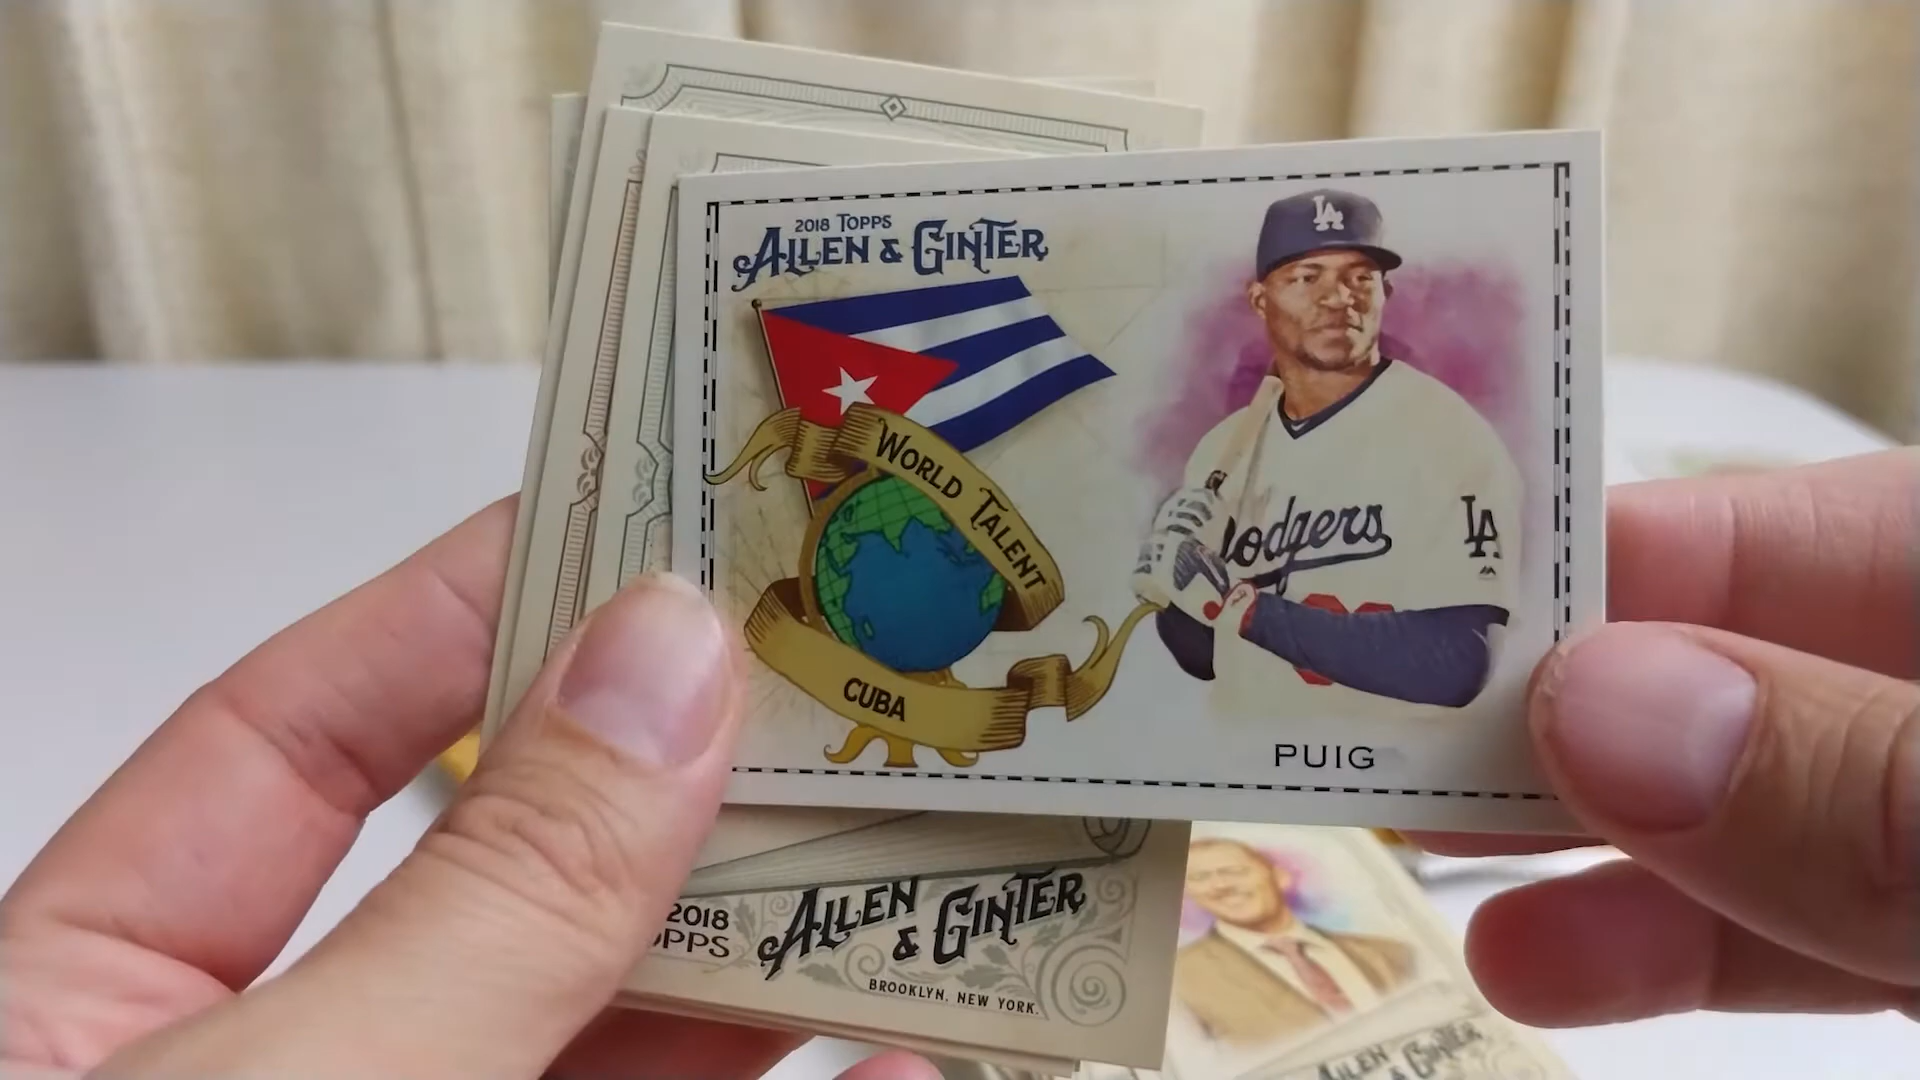 2018 TOPPS
ALLEN & GINTER
LA
WORLD TALENT
Dodgers
LA
CUBA
PUIG
2018
TOPPS
ALLEN
& GINTER
BROOKLYN, NEW YORK.
ALLEN
& GINTER